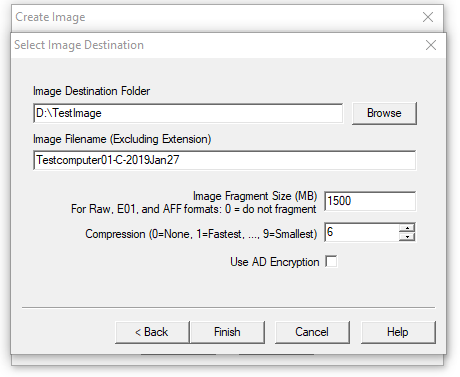 Create Image
Select Image Destination
Image Destination Folder
D:\TestImage
Browse
Image Filename (Excluding Extension)
Testcomputer01-C-2019Jan27
Image Fragment Size (MB)
1500
For Raw, E01, and AFF formats: 0 = do not fragment
Compression (0=None, 1=Fastest, ..., 9=Smallest)
6
Use AD Encryption
< Back
Finish
Cancel
Help